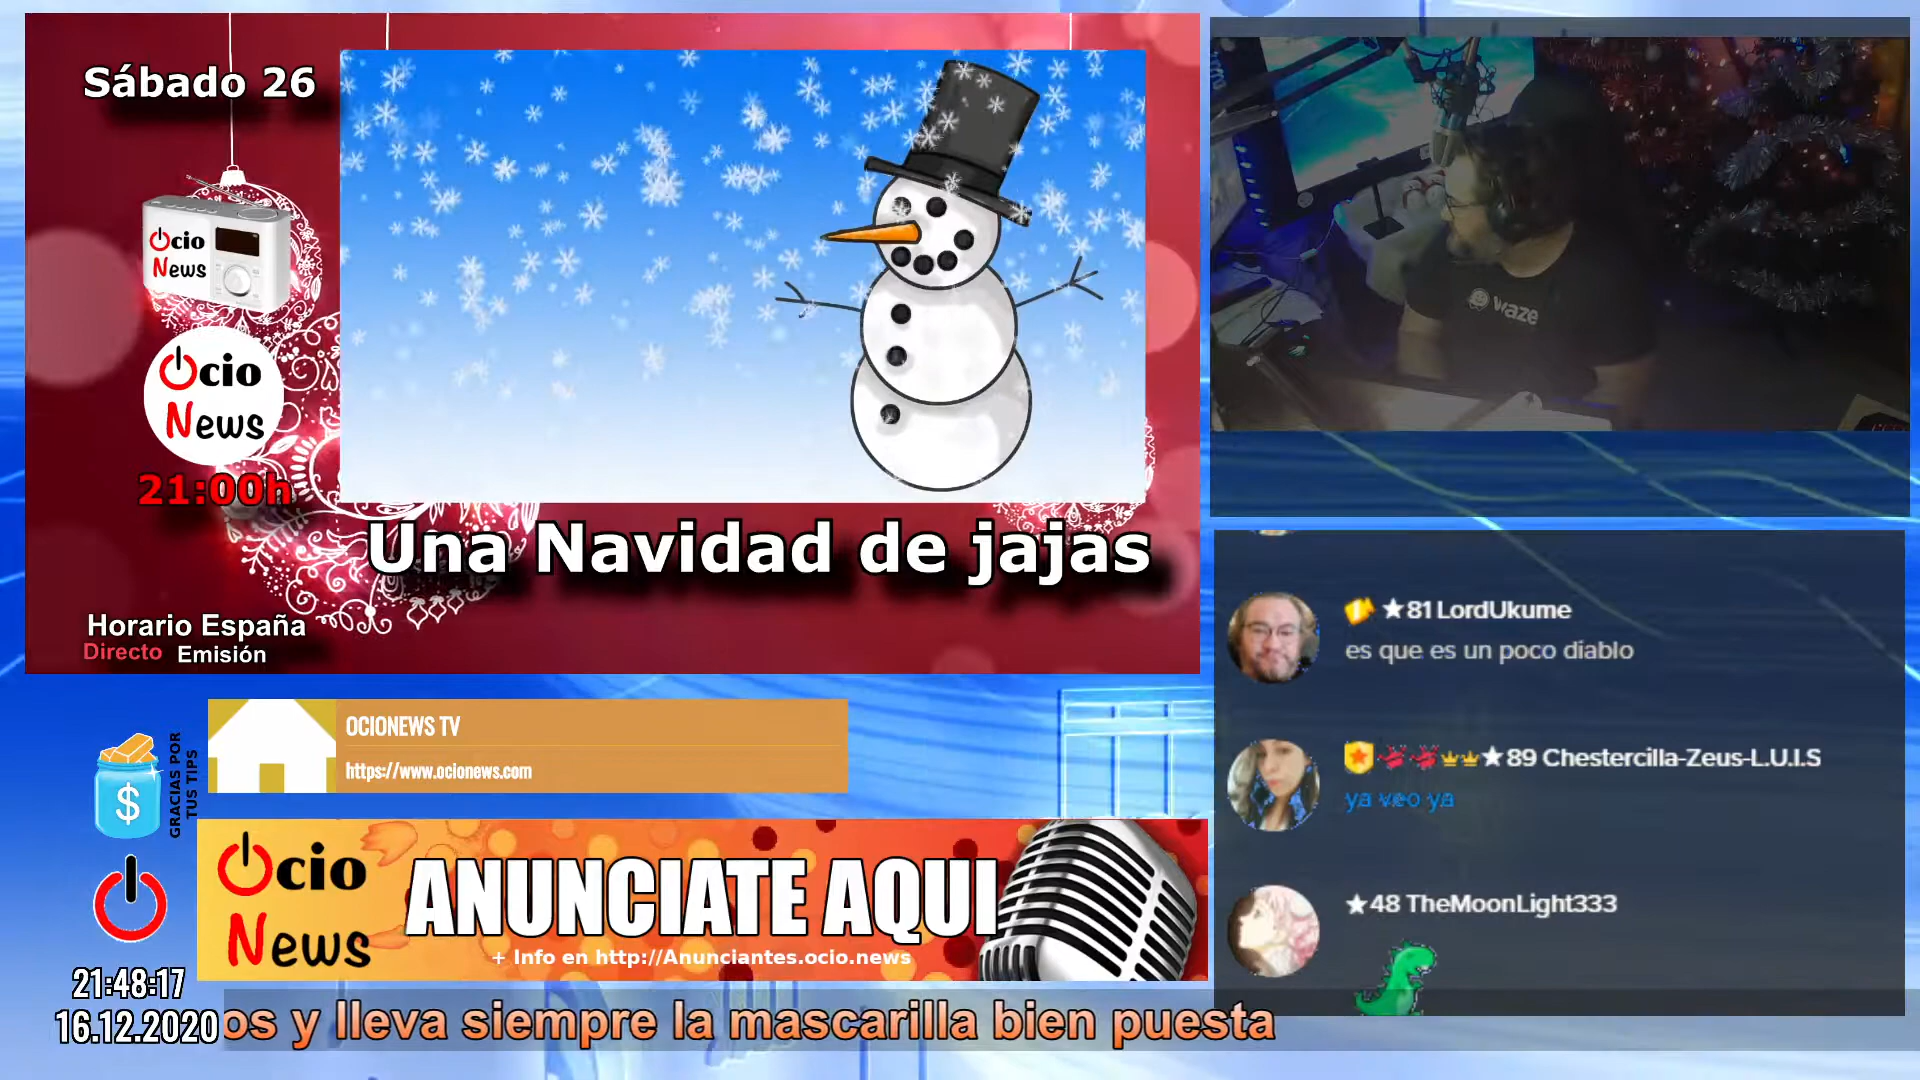 Sábado 26
Ocio
News
Ocio
News
21:00h
Una Navidad de jajas
Horario España
Directo Emisión
waze
★81 LordUkume
es que es un poco diablo
★89 Chestercilla-Zeus-L.U.I.S
ya veo ya
★48 TheMoonLight333
GRACIAS POR
TUS TIPS
$
OCIONEWS TV
https://www.ocionews.com
Ocio
News
ANUNCIATE AQUI
+ Info en http://Anunciantes.ocio.news
21:48:17
16.12.2020
os y lleva siempre la mascarilla bien puesta